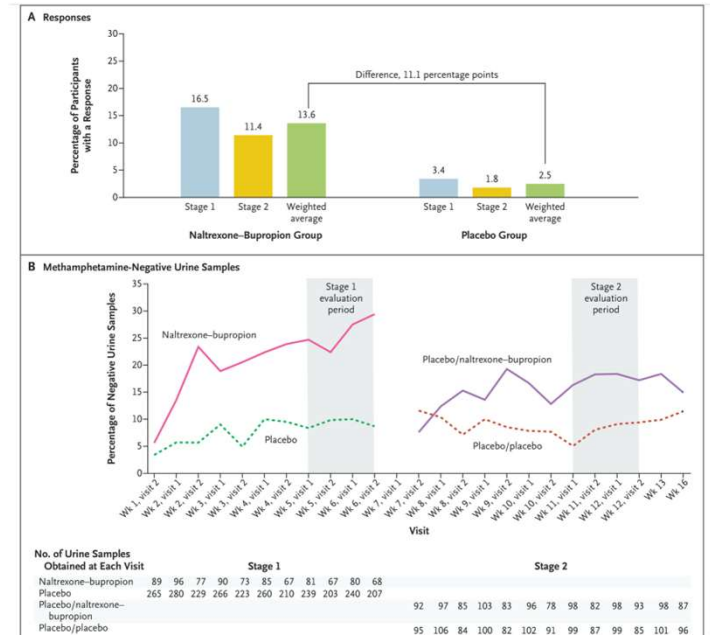 A Responses
30
25
20
15
10
5
0
Percentage of Participants
with a Response
Difference, 11.1 percentage points
16.5
11.4
13.6
3.4
1.8
2.5
Stage 1 Stage 2 Weighted
average
Stage 1 Stage 2 Weighted
average
Naltrexone–Bupropion Group
Placebo Group
B Methamphetamine-Negative Urine Samples
35
30
25
20
15
10
5
0
Percentage of Negative Urine Samples
Stage 1
evaluation
period
Stage 2
evaluation
period
Naltrexone–bupropion
Placebo
Placebo/naltrexone–bupropion
Placebo/placebo
Wk 1, visit 2
Wk 2, visit 1
Wk 2, visit 2
Wk 3, visit 1
Wk 3, visit 2
Wk 4, visit 1
Wk 4, visit 2
Wk 5, visit 1
Wk 5, visit 2
Wk 6, visit 1
Wk 6, visit 2
Wk 7, visit 1
Wk 7, visit 2
Wk 8, visit 1
Wk 8, visit 2
Wk 9, visit 1
Wk 9, visit 2
Wk 10, visit 1
Wk 10, visit 2
Wk 11, visit 1
Wk 11, visit 2
Wk 12, visit 1
Wk 12, visit 2
Wk 13
Wk 16
Visit
No. of Urine Samples
Obtained at Each Visit Stage 1 Stage 2
Naltrexone–bupropion 89 96 77 90 73 85 67 81 67 80 68
Placebo 265 280 229 266 223 260 210 239 203 240 207
Placebo/naltrexone– 92 97 85 103 83 96 78 98 82 98 93 98 87
bupropion
Placebo/placebo 95 106 84 100 82 102 91 99 87 99 85 101 96